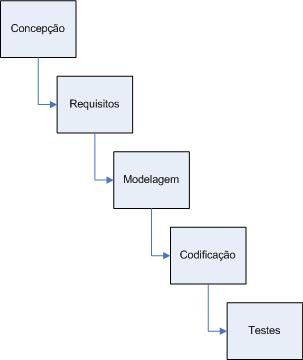 Concepção
Requisitos
Modelagem
Codificação
Testes